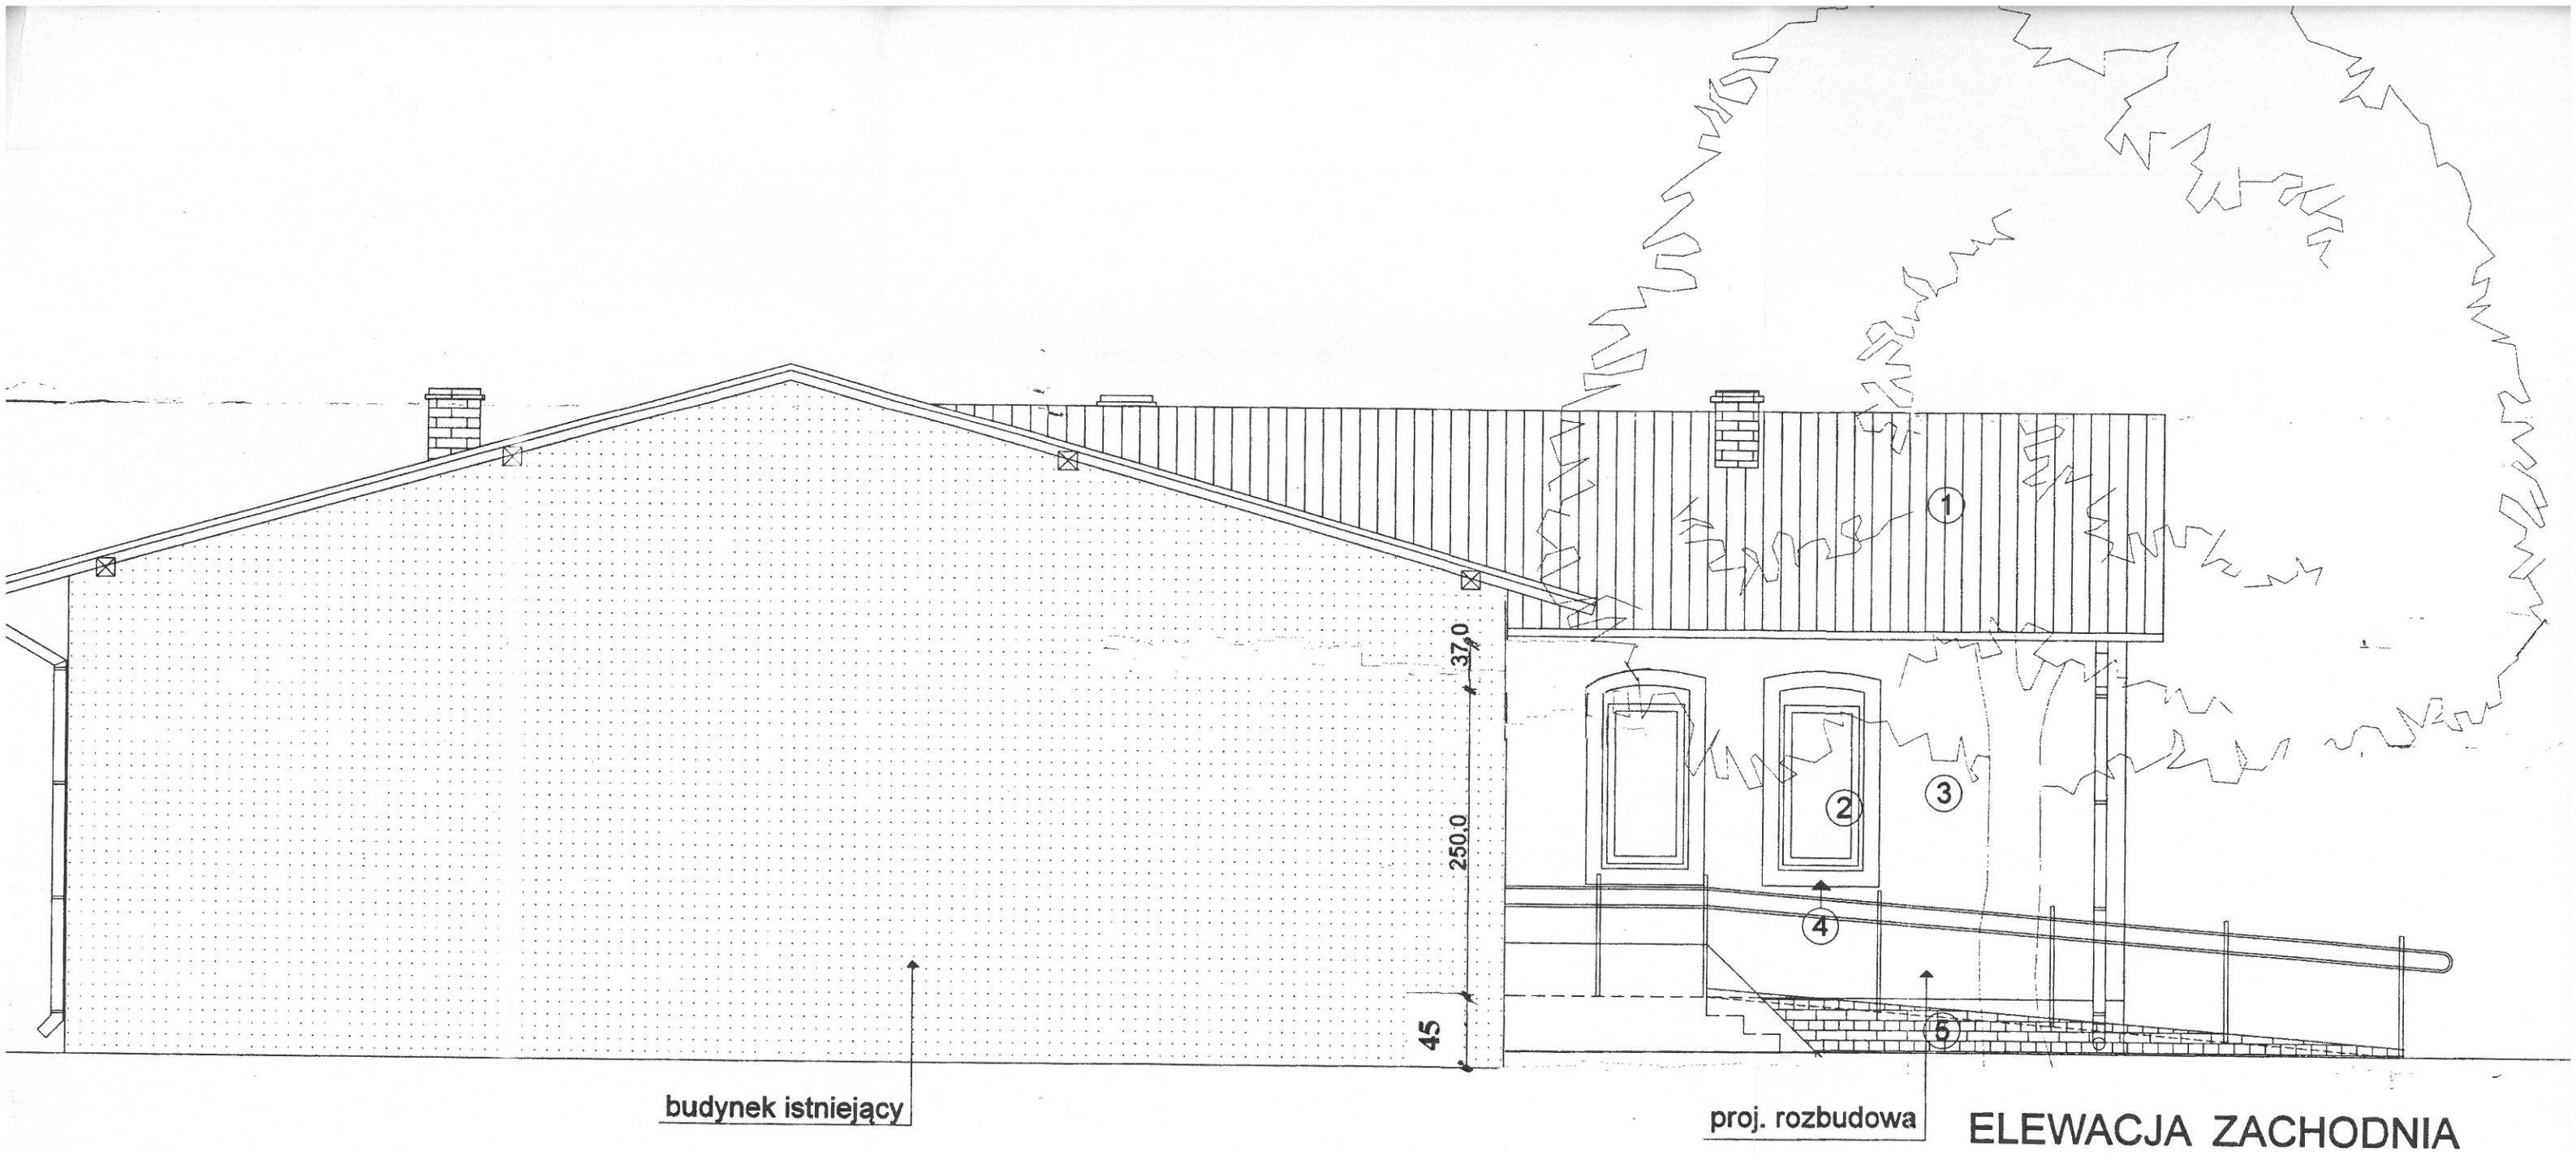 1
37,0
2
3
250,0
4
45
5
budynek istniejący
proj. rozbudowa
ELEWACJA ZACHODNIA